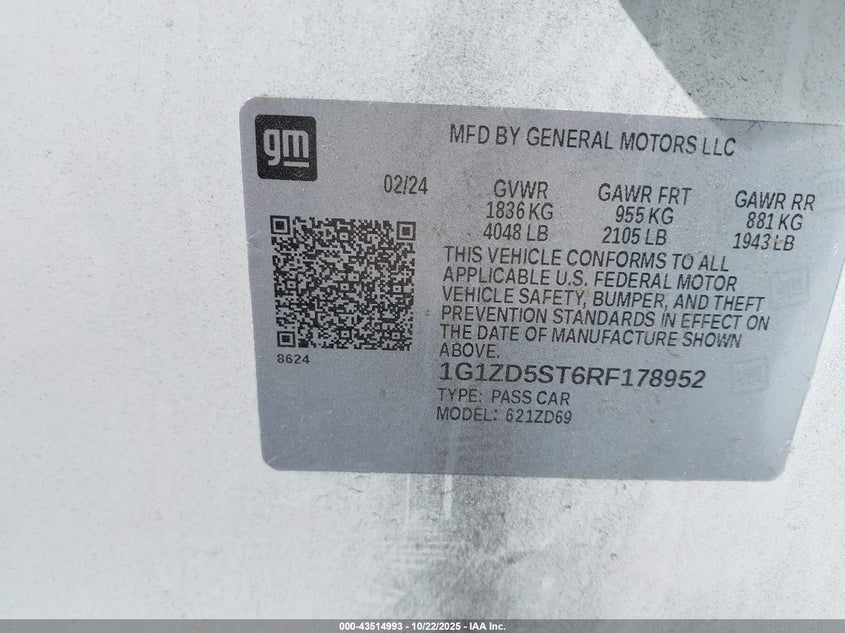 gm
MFD BY GENERAL MOTORS LLC
02/24
GVWR
1836 KG
4048 LB
GAWR FRT
955 KG
2105 LB
GAWR RR
881 KG
1943 LB
THIS VEHICLE CONFORMS TO ALL
APPLICABLE U.S. FEDERAL MOTOR
VEHICLE SAFETY, BUMPER, AND THEFT
PREVENTION STANDARDS IN EFFECT ON
THE DATE OF MANUFACTURE SHOWN
ABOVE.
8624
1G1ZD5ST6RF178952
TYPE: PASS CAR
MODEL: 621ZD69
000-43514993 | 10/22/2025 - IAA Inc.